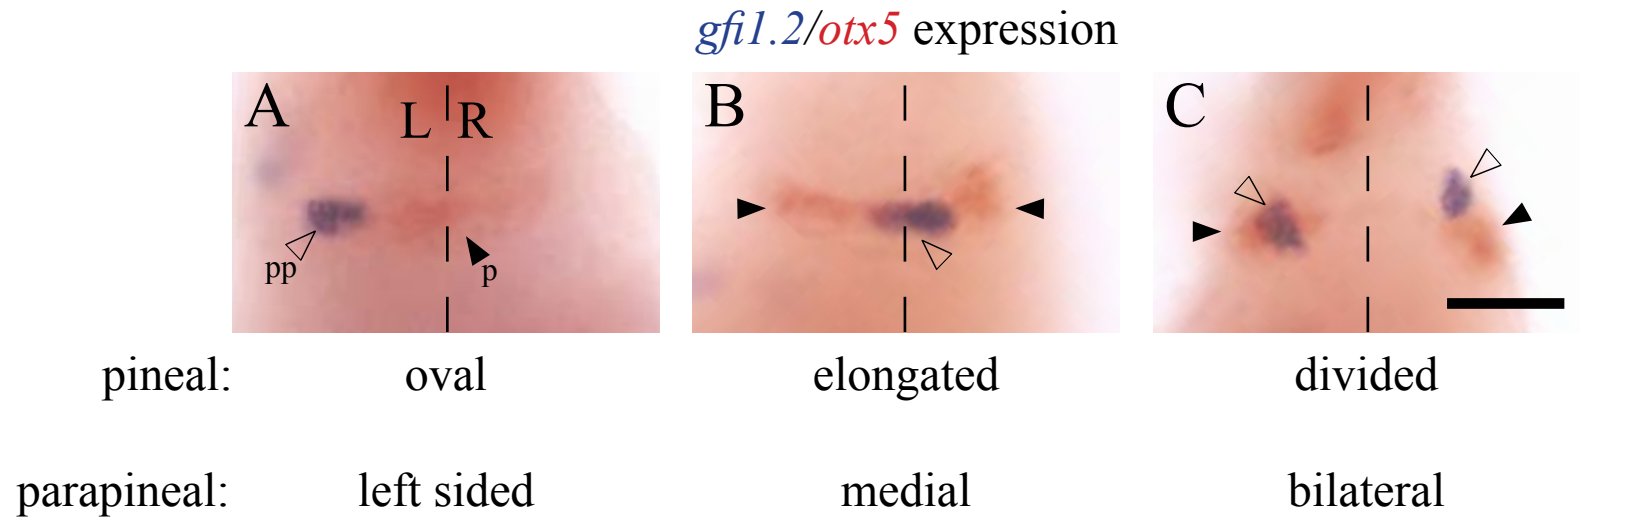 gfi1.2/otx5 expression
A L R B C
pp p
pineal: oval elongated divided
parapineal: left sided medial bilateral